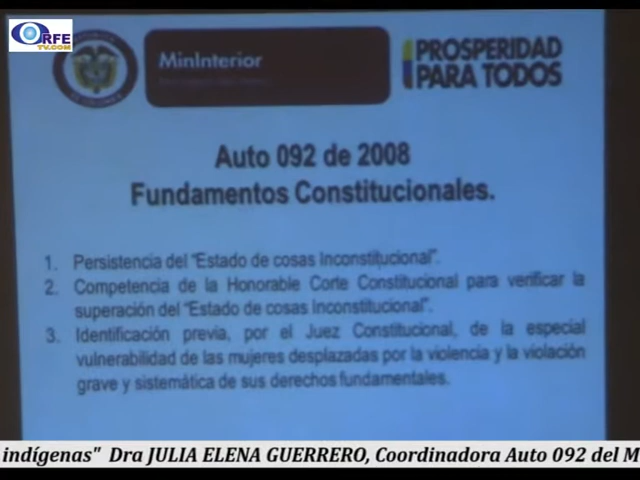 ORFE
TV.COM
MinInterior
PROSPERIDAD
PARA TODOS
Auto 092 de 2008
Fundamentos Constitucionales.
1. Persistencia del "Estado de cosas Inconstitucional".
2. Competencia de la Honorable Corte Constitucional para verificar la
superación del "Estado de cosas Inconstitucional".
3. Identificación previa, por el Juez Constitucional, de la especial
vulnerabilidad de las mujeres desplazadas por la violencia y la violación
grave y sistemática de sus derechos fundamentales.
indígenas" Dra JULIA ELENA GUERRERO, Coordinadora Auto 092 del M